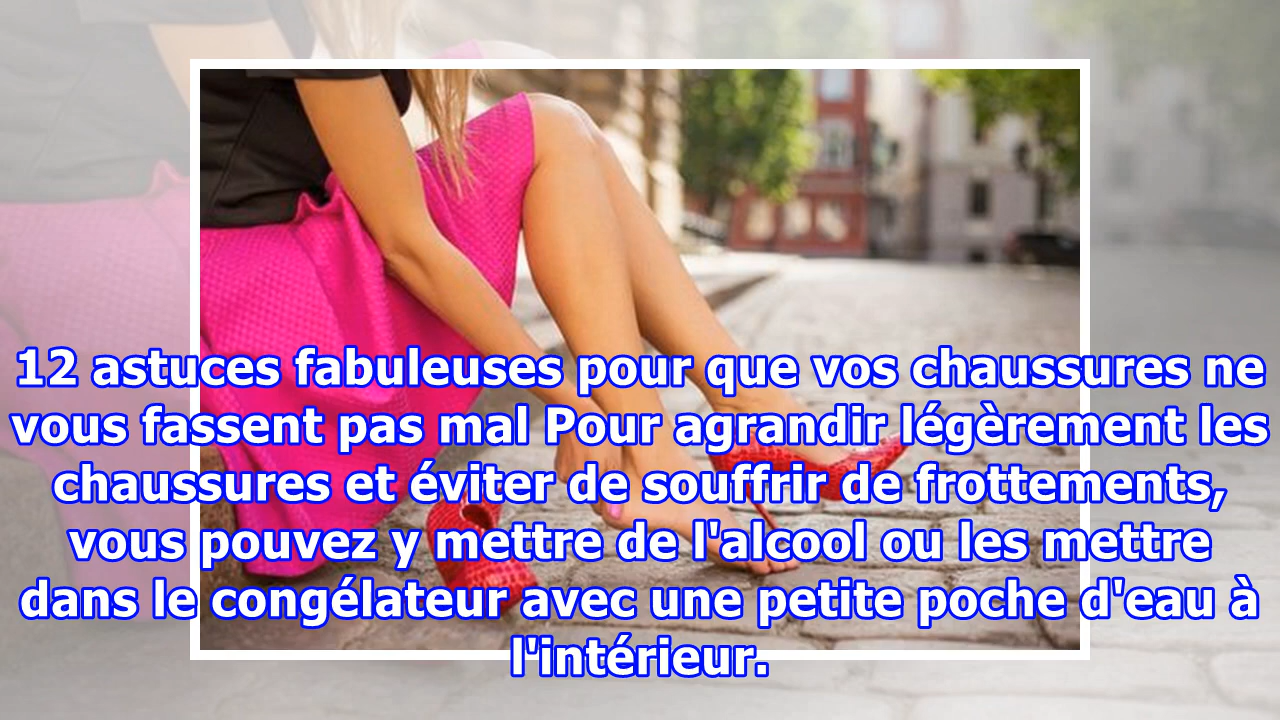 12 astuces fabuleuses pour que vos chaussures ne
vous fassent pas mal Pour agrandir légèrement les
chaussures et éviter de souffrir de frottements,
vous pouvez y mettre de l'alcool ou les mettre
dans le congélateur avec une petite poche d'eau à
l'intérieur.